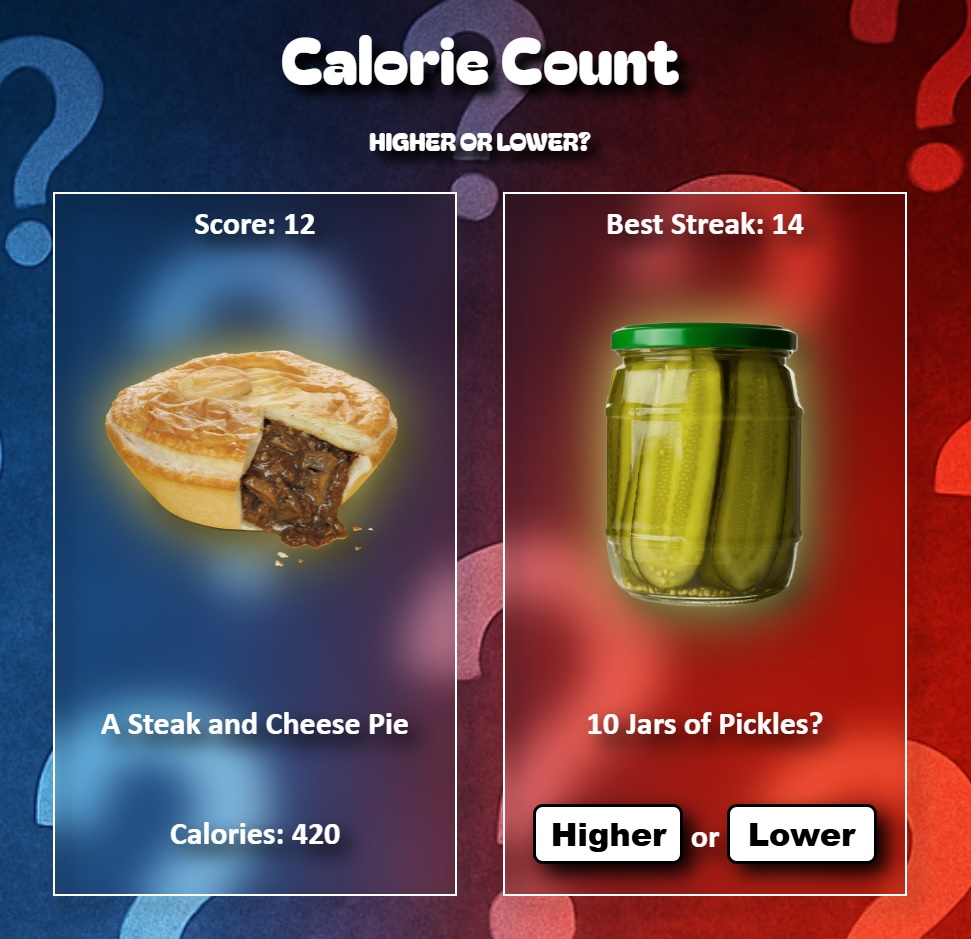 Calorie Count
HIGHER OR LOWER?
Score: 12
Best Streak: 14
A Steak and Cheese Pie
10 Jars of Pickles?
Calories: 420
Higher or Lower